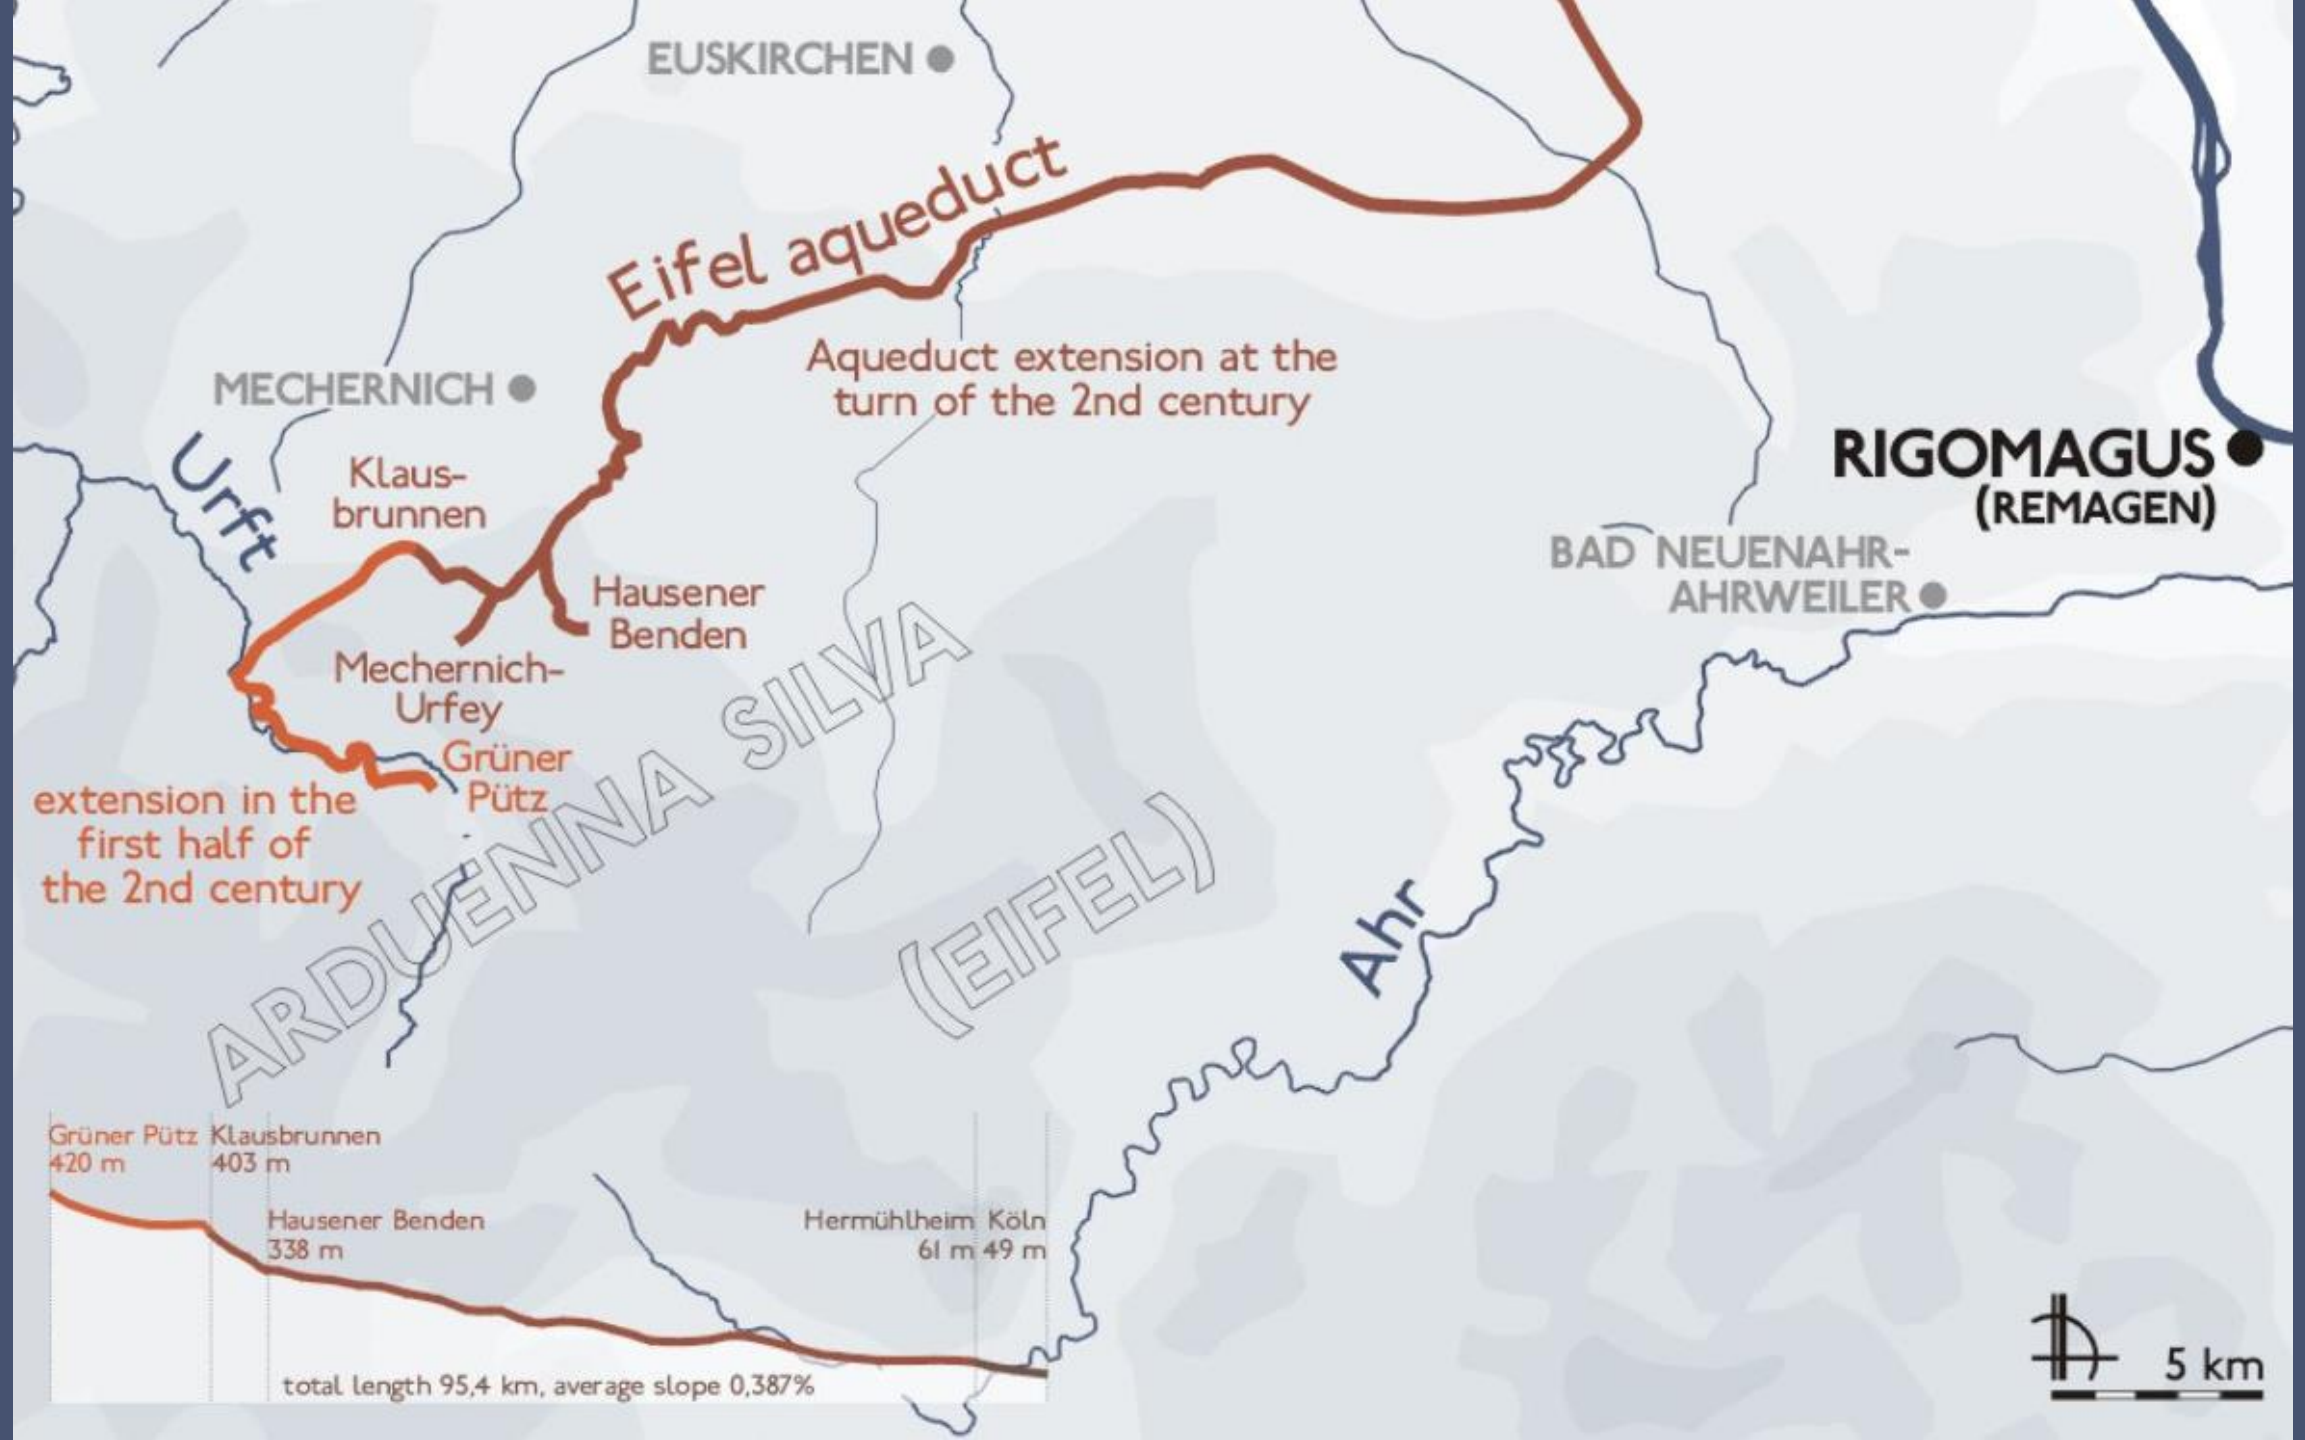 EUSKIRCHEN
Eifel aqueduct
Aqueduct extension at the
turn of the 2nd century
MECHERNICH
Urft
Klaus-
brunnen
RIGOMAGUS
(REMAGEN)
BAD NEUENAHR-
AHRWEILER
Hausener
Benden
Mechernich-
Urfey
Grüner
Pütz
extension in the
first half of
the 2nd century
ARDUENNA SILVA
(EIFEL)
Ahr
Grüner Pütz
420 m
Klausbrunnen
403 m
Hausener Benden
338 m
Hermühlheim
61 m
Köln
49 m
total length 95,4 km, average slope 0,387%
5 km